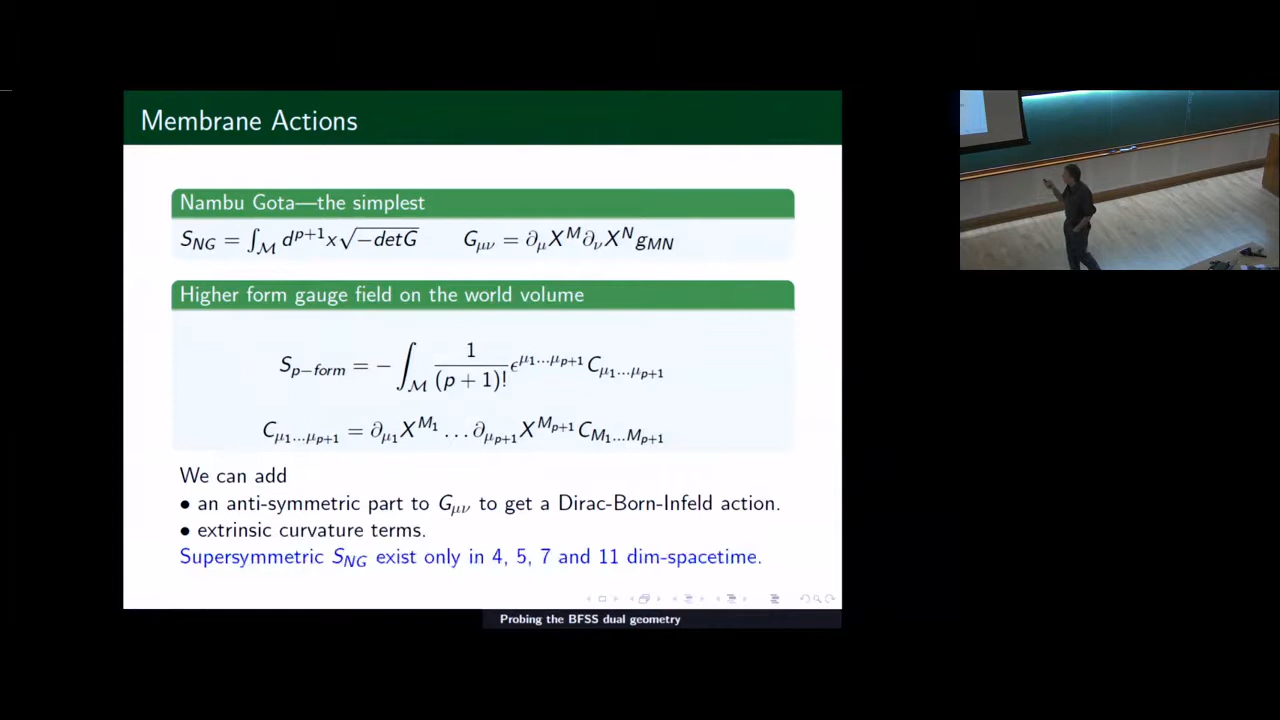 Membrane Actions
Nambu Gota—the simplest
$S_{NG} = \int_{\mathcal{M}} d^{p+1}x \sqrt{-detG} \quad G_{\mu\nu} = \partial_\mu X^M \partial_\nu X^N g_{MN}$
Higher form gauge field on the world volume
$S_{p-form} = -\int_{\mathcal{M}} \frac{1}{(p+1)!} \epsilon^{\mu_1 \ldots \mu_{p+1}} C_{\mu_1 \ldots \mu_{p+1}}$
$C_{\mu_1 \ldots \mu_{p+1}} = \partial_{\mu_1} X^{M_1} \ldots \partial_{\mu_{p+1}} X^{M_{p+1}} C_{M_1 \ldots M_{p+1}}$
We can add
• an anti-symmetric part to $G_{\mu\nu}$ to get a Dirac-Born-Infeld action.
• extrinsic curvature terms.
Supersymmetric $S_{NG}$ exist only in 4, 5, 7 and 11 dim-spacetime.
Probing the BFSS dual geometry